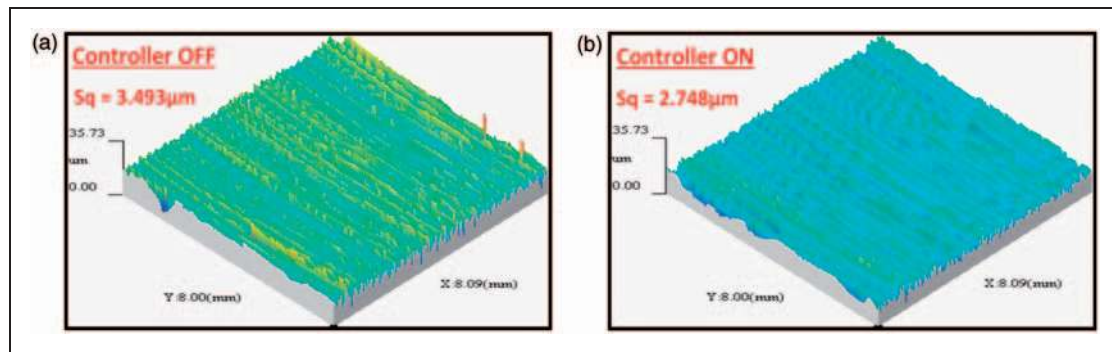 (a)
Controller OFF
Sq = 3.493µm
35.73
um
0.00
Y:8.00(mm)
X:8.09(mm)
(b)
Controller ON
Sq = 2.748µm
35.73
um
0.00
Y:8.00(mm)
X:8.09(mm)